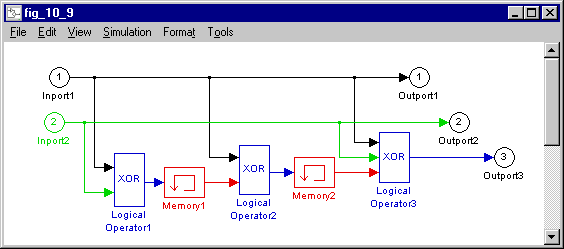 fig_10_9
File Edit View Simulation Format Tools
1
1
Inport1
Outport1
2
2
Inport2
Outport2
XOR
XOR
XOR
3
Outport3
Logical
Operator1
Memory1
Logical
Operator2
Memory2
Logical
Operator3